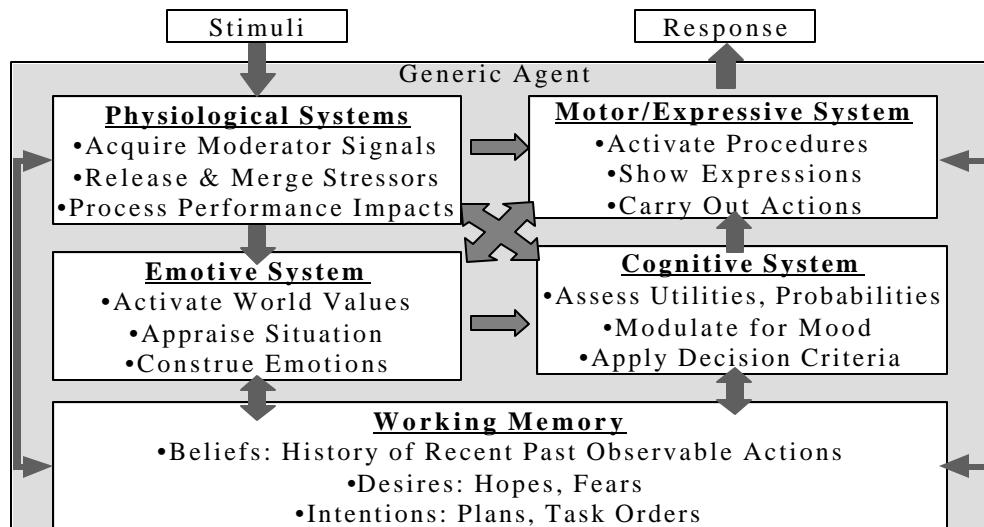 Stimuli
Response
Generic Agent
Physiological Systems
•Acquire Moderator Signals
•Release & Merge Stressors
•Process Performance Impacts
Motor/Expressive System
•Activate Procedures
•Show Expressions
•Carry Out Actions
Emotive System
•Activate World Values
•Appraise Situation
•Construe Emotions
Cognitive System
•Assess Utilities, Probabilities
•Modulate for Mood
•Apply Decision Criteria
Working Memory
•Beliefs: History of Recent Past Observable Actions
•Desires: Hopes, Fears
•Intentions: Plans, Task Orders